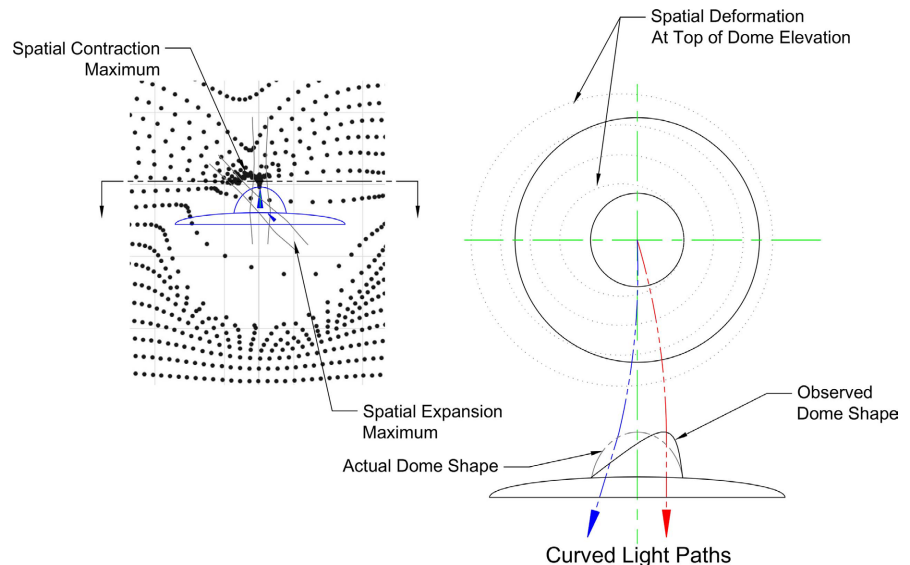 Spatial Contraction
Maximum
Spatial Expansion
Maximum
Spatial Deformation
At Top of Dome Elevation
Observed
Dome Shape
Actual Dome Shape
Curved Light Paths